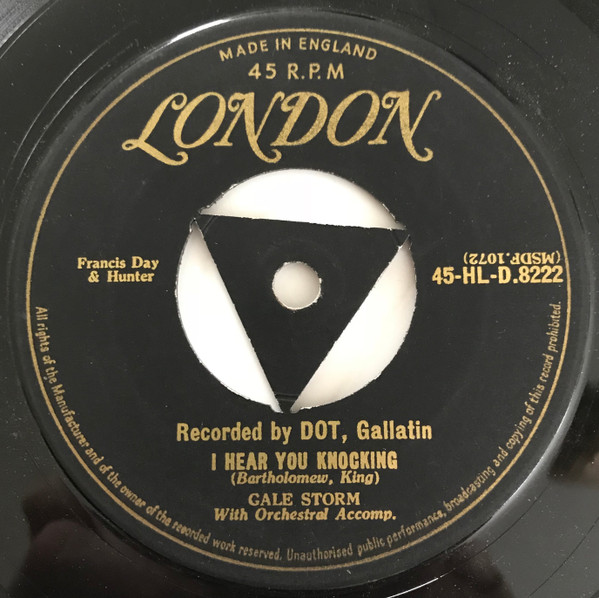 MADE IN ENGLAND
45 R.P.M
LONDON
Francis Day
& Hunter
(MSDP.1072)
45-HL-D.8222
Recorded by DOT, Gallatin
I HEAR YOU KNOCKING
(Bartholomew, King)
GALE STORM
With Orchestral Accomp.
All rights of the Manufacturer and of the owner of the recorded work reserved. Unauthorised public performance, broadcasting and copying of this record prohibited.